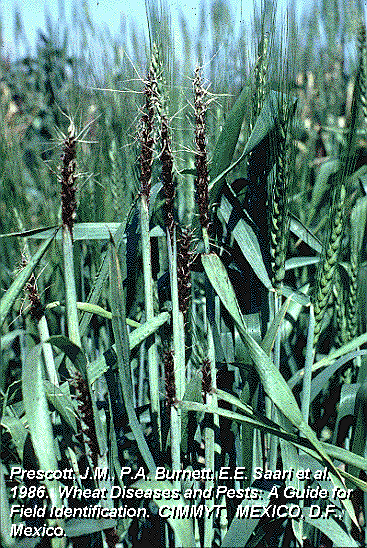 Prescott, J.M., P.A. Burnett, E.E. Saari et al.
1986. Wheat Diseases and Pests: A Guide for
Field Identification. CIMMYT. MEXICO, D.F.,
Mexico.